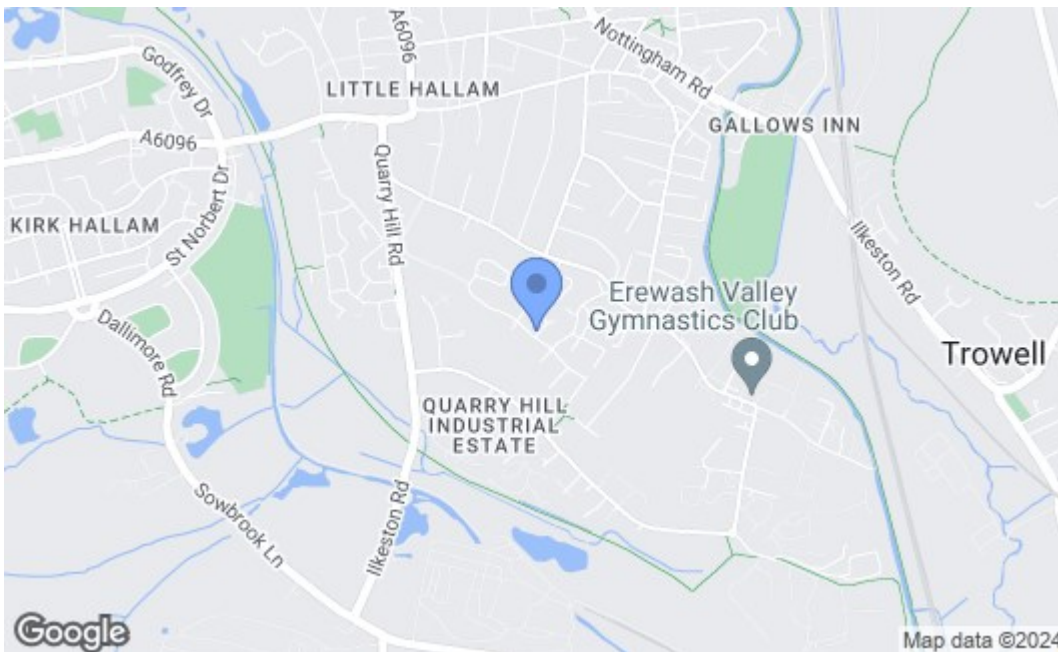 Nottingham Rd
Godfrey Dr
A6096
LITTLE HALLAM
GALLOWS INN
A6096
Quarry Hill Rd
St Norbert Dr
KIRK HALLAM
Ilkeston Rd
Erewash Valley
Gymnastics Club
Dallimore Rd
Trowell
QUARRY HILL
INDUSTRIAL
ESTATE
Sowbrook Ln
Ilkeston Rd
Google
Map data ©2024